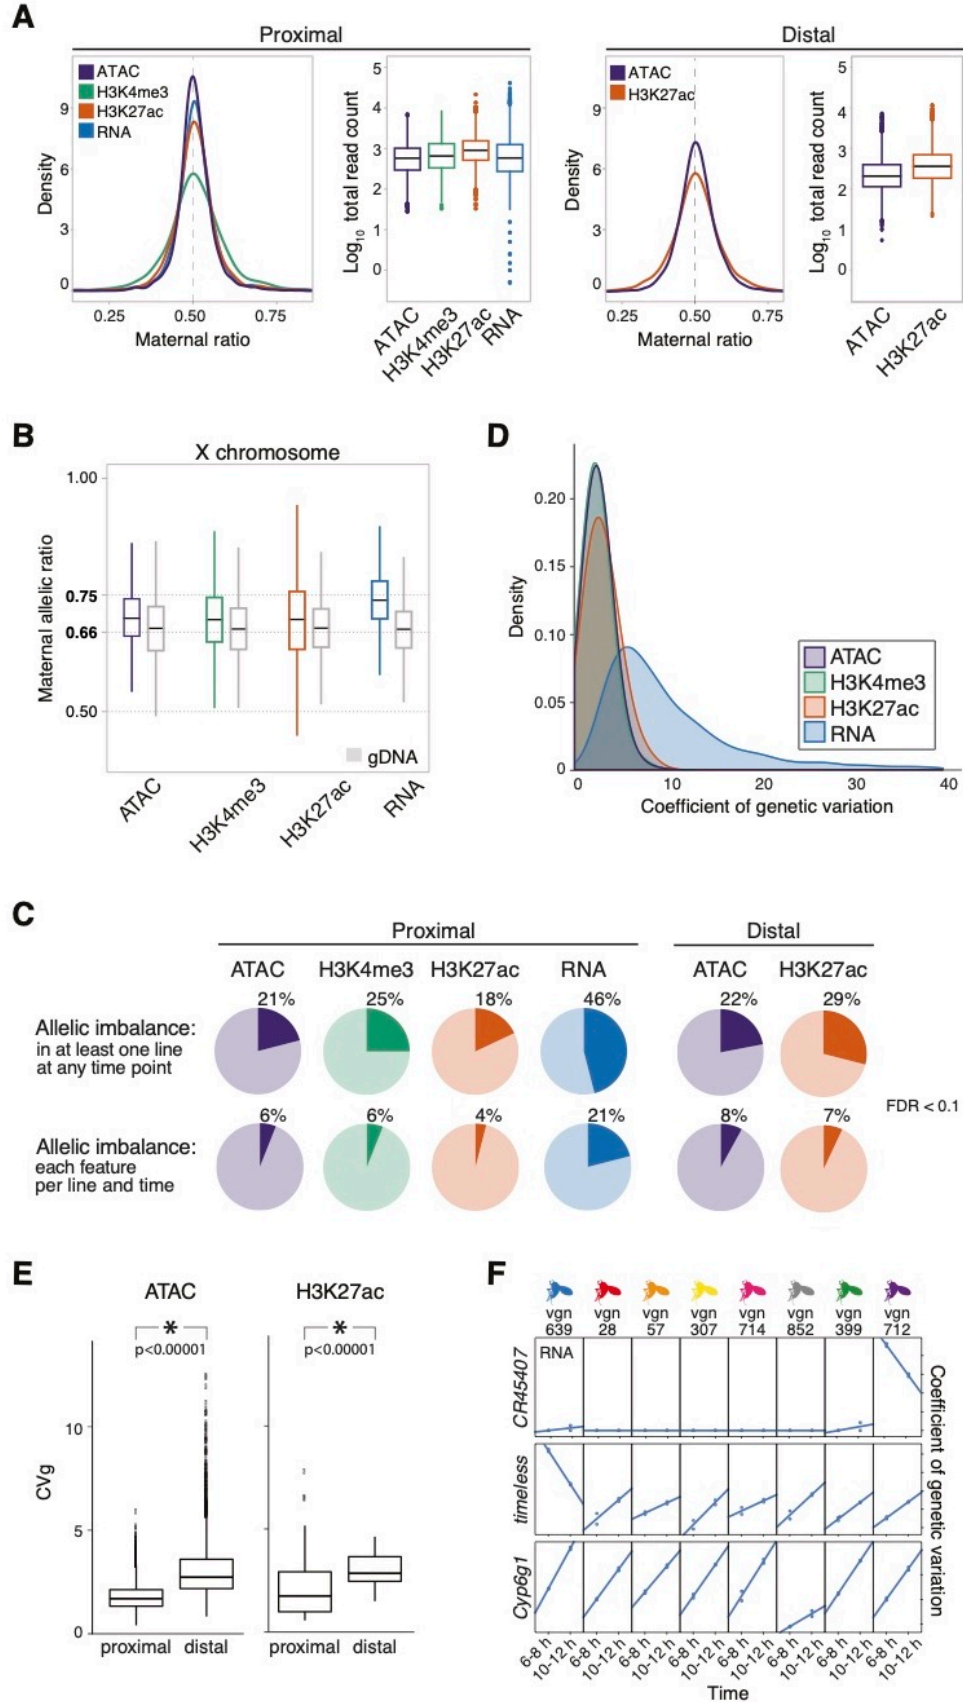 A
Proximal
Distal
ATAC
H3K4me3
H3K27ac
RNA
Density
9
6
3
0
0.25
0.50
0.75
Maternal ratio
Log10 total read count
5
4
3
2
1
0
ATAC
H3K4me3
H3K27ac
RNA
ATAC
H3K27ac
Density
9
6
3
0
0.25
0.50
0.75
Maternal ratio
Log10 total read count
5
4
3
2
1
0
ATAC
H3K27ac
B
X chromosome
Maternal allelic ratio
1.00
0.75
0.66
0.50
gDNA
ATAC
H3K4me3
H3K27ac
RNA
D
Density
0.20
0.15
0.10
0.05
0
ATAC
H3K4me3
H3K27ac
RNA
0
10
20
30
40
Coefficient of genetic variation
C
Proximal
Distal
ATAC
H3K4me3
H3K27ac
RNA
ATAC
H3K27ac
21%
25%
18%
46%
22%
29%
Allelic imbalance:
in at least one line
at any time point
FDR < 0.1
6%
6%
4%
21%
8%
7%
Allelic imbalance:
each feature
per line and time
E
ATAC
H3K27ac
*
p<0.00001
*
p<0.00001
CVg
10
5
0
proximal
distal
proximal
distal
F
vgn 639
vgn 28
vgn 57
vgn 307
vgn 714
vgn 852
vgn 399
vgn 712
RNA
CR45407
timeless
Cyp6g1
Coefficient of genetic variation
6-8 h
10-12 h
6-8 h
10-12 h
6-8 h
10-12 h
6-8 h
10-12 h
6-8 h
10-12 h
6-8 h
10-12 h
6-8 h
10-12 h
6-8 h
10-12 h
Time